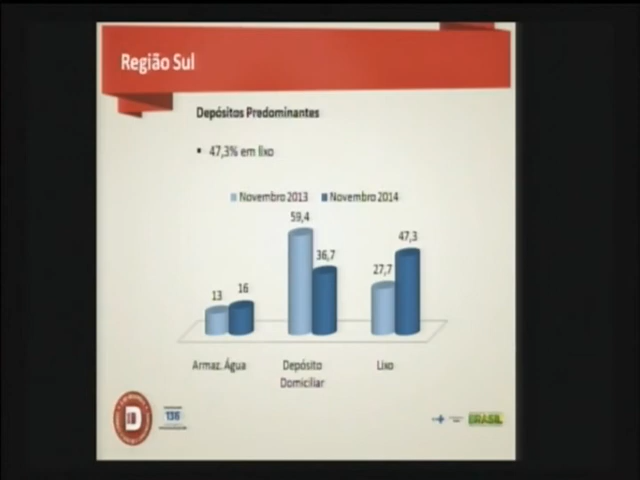 Região Sul
Depósitos Predominantes
▪ 47,3% em lixo
Novembro 2013 Novembro 2014
59,4
36,7
47,3
27,7
13
16
Armaz. Água
Depósito
Domiciliar
Lixo
136
BRASIL